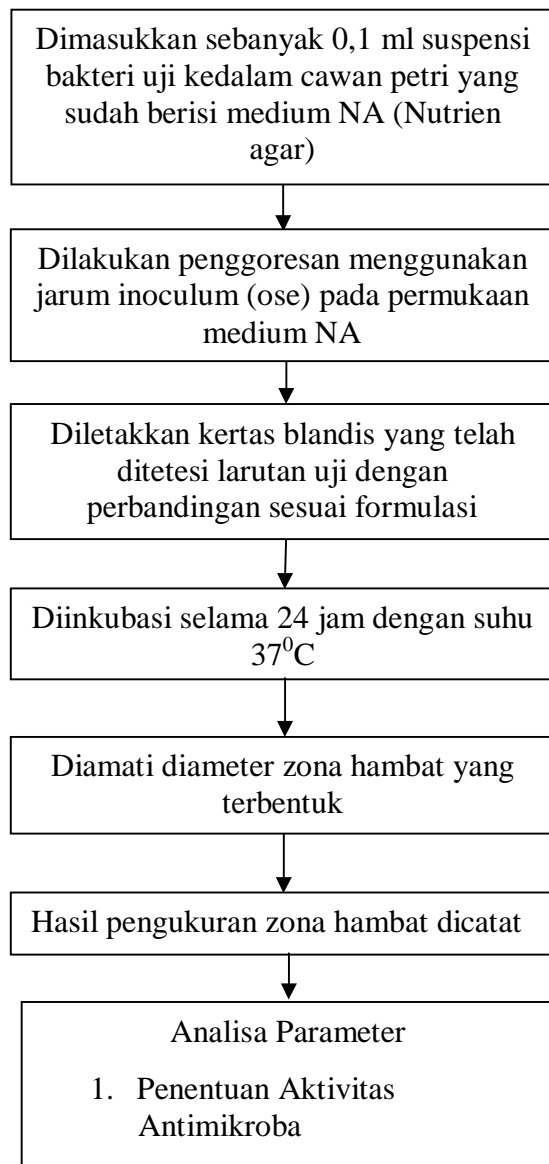 Dimasukkan sebanyak 0,1 ml suspensi
bakteri uji kedalam cawan petri yang
sudah berisi medium NA (Nutrien
agar)
Dilakukan penggoresan menggunakan
jarum inoculum (ose) pada permukaan
medium NA
Diletakkan kertas blandis yang telah
ditetesi larutan uji dengan
perbandingan sesuai formulasi
Diinkubasi selama 24 jam dengan suhu
37⁰C
Diamati diameter zona hambat yang
terbentuk
Hasil pengukuran zona hambat dicatat
Analisa Parameter
1. Penentuan Aktivitas
Antimikroba